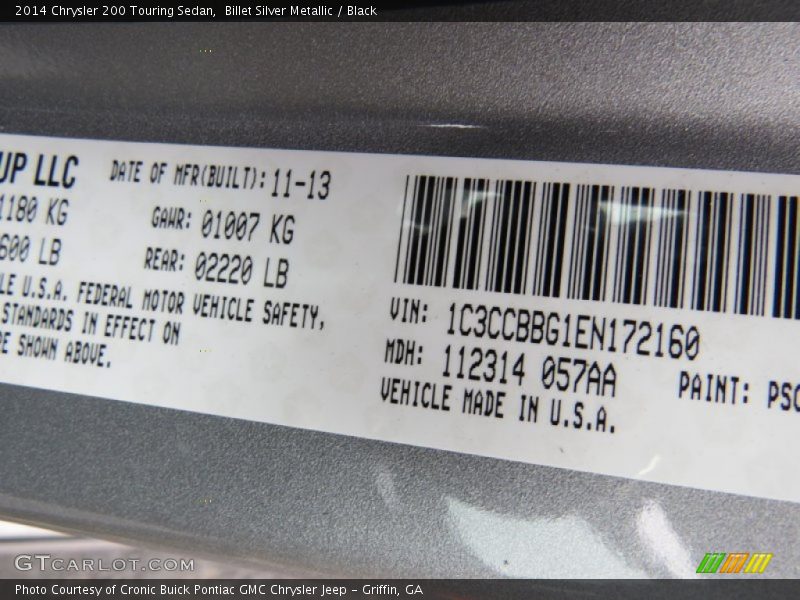 2014 Chrysler 200 Touring Sedan, Billet Silver Metallic / Black
UP LLC
DATE OF MFR(BUILT): 11-13
1180 KG
GAWR: 01007 KG
600 LB
REAR: 02220 LB
LE U.S.A. FEDERAL MOTOR VEHICLE SAFETY,
STANDARDS IN EFFECT ON
E SHOWN ABOVE.
VIN: 1C3CCBBG1EN172160
MDH: 112314 057AA
PAINT: PSC
VEHICLE MADE IN U.S.A.
GTCARLOT.COM
Photo Courtesy of Cronic Buick Pontiac GMC Chrysler Jeep - Griffin, GA